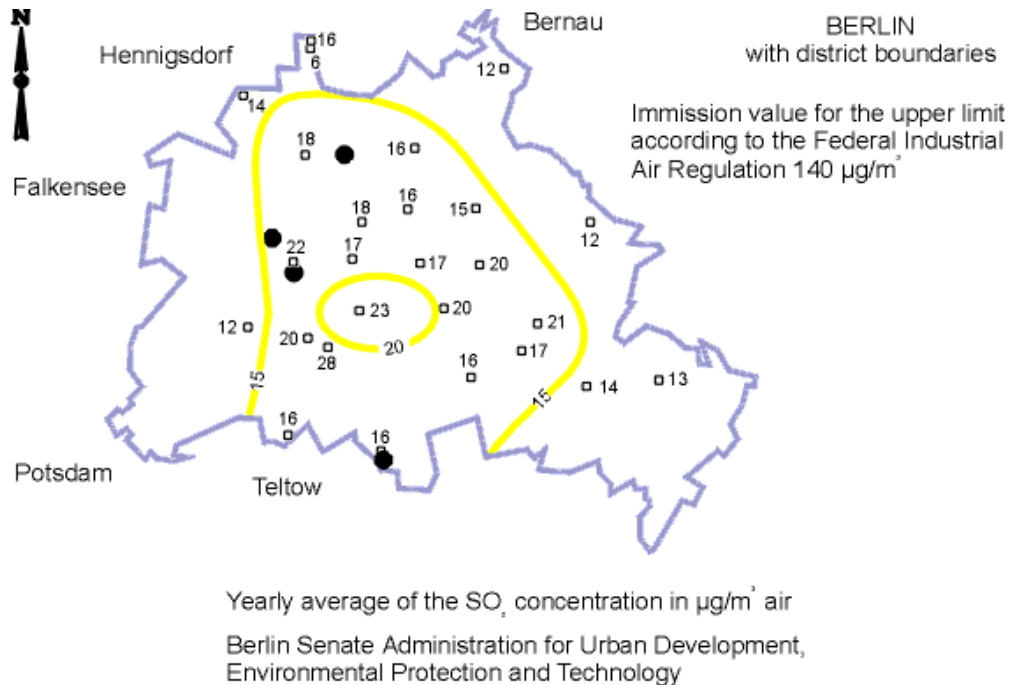 N
Bernau
BERLIN
with district boundaries
Hennigsdorf
16
6
12
14
Immission value for the upper limit
according to the Federal Industrial
Air Regulation 140 µg/m³
18
16
Falkensee
18
16
15
12
22
17
17
20
23
20
12
20
28
20
21
17
16
15
15
14
13
16
16
Potsdam
Teltow
Yearly average of the SO₂ concentration in µg/m³ air
Berlin Senate Administration for Urban Development,
Environmental Protection and Technology